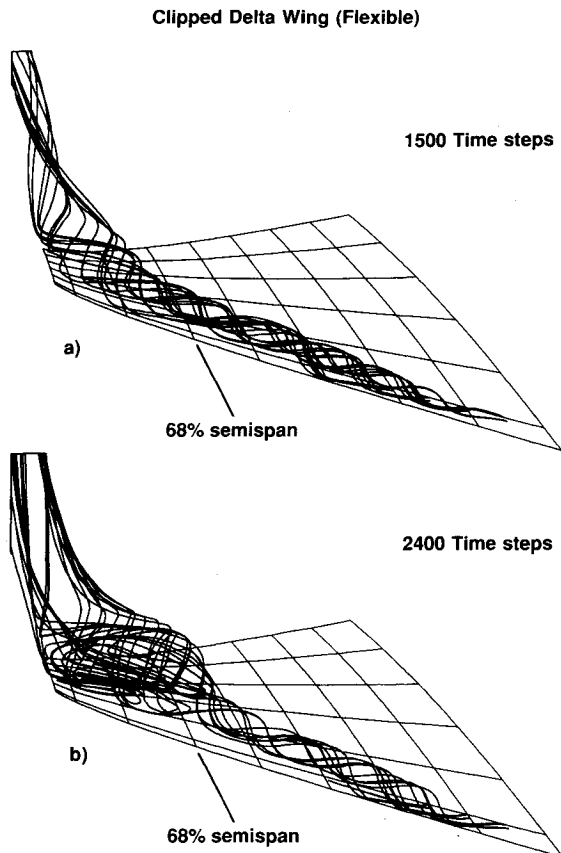 Clipped Delta Wing (Flexible)
1500 Time steps
a)
68% semispan
2400 Time steps
b)
68% semispan